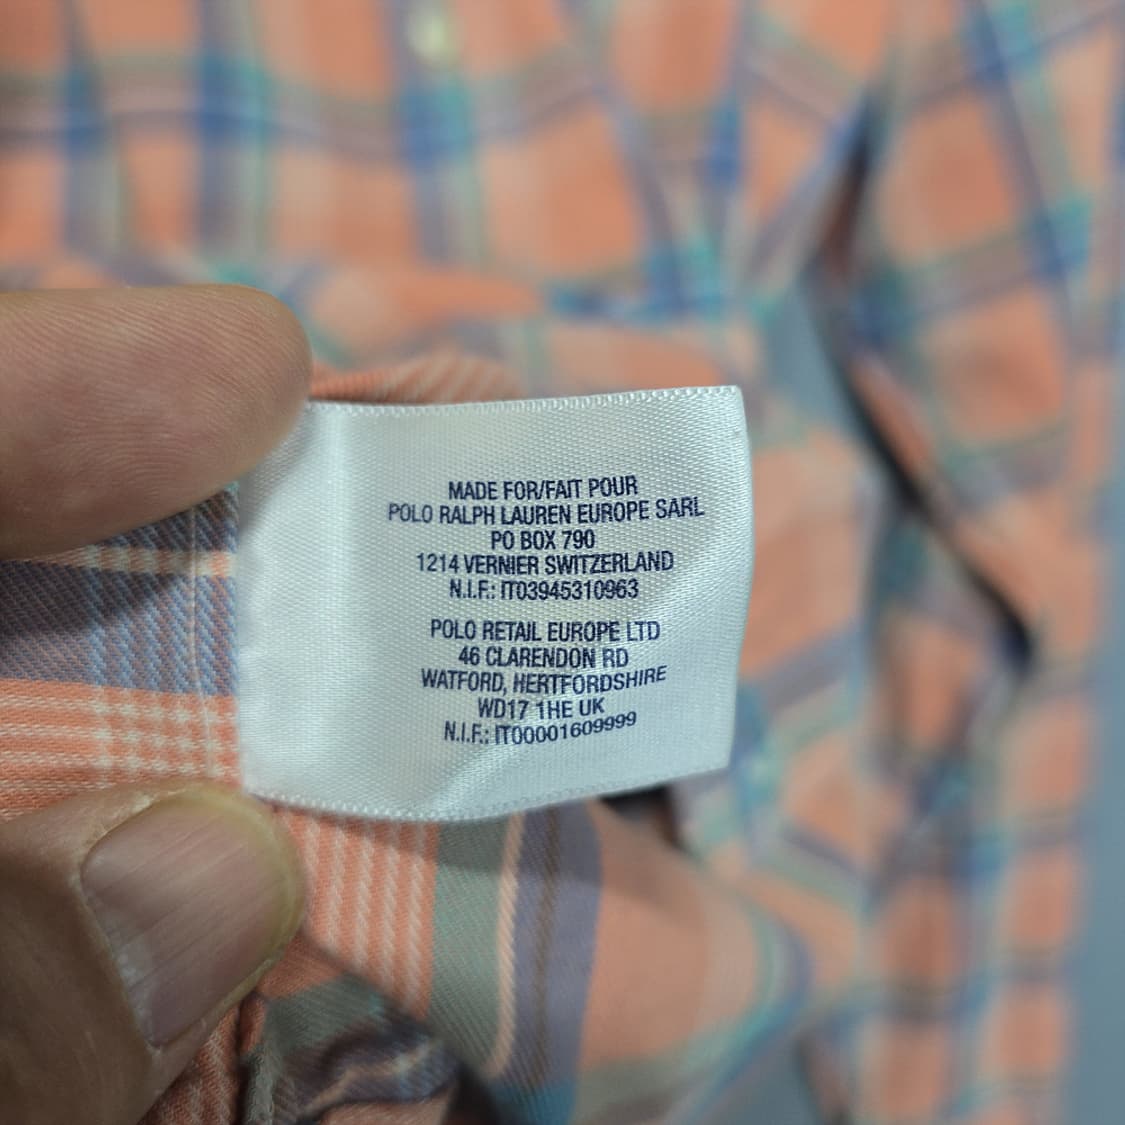 MADE FOR/FAIT POUR
POLO RALPH LAUREN EUROPE SARL
PO BOX 790
1214 VERNIER SWITZERLAND
N.I.F.: IT03945310963
POLO RETAIL EUROPE LTD
46 CLARENDON RD
WATFORD, HERTFORDSHIRE
WD17 1HE UK
N.I.F.: IT00001609999